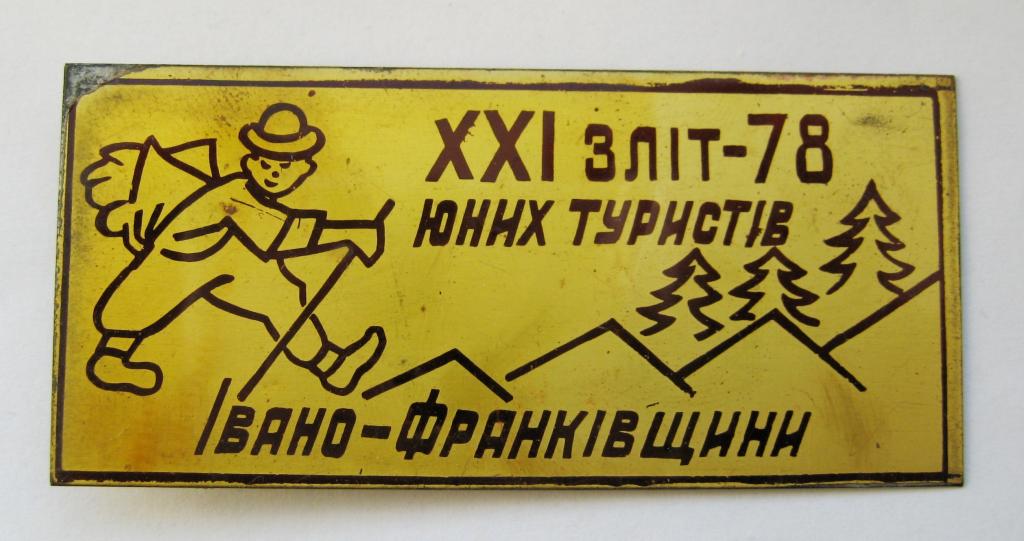 XXI ЗЛІТ-78
ЮНИХ ТУРИСТІВ
ІВАНО-ФРАНКІВЩИНИ